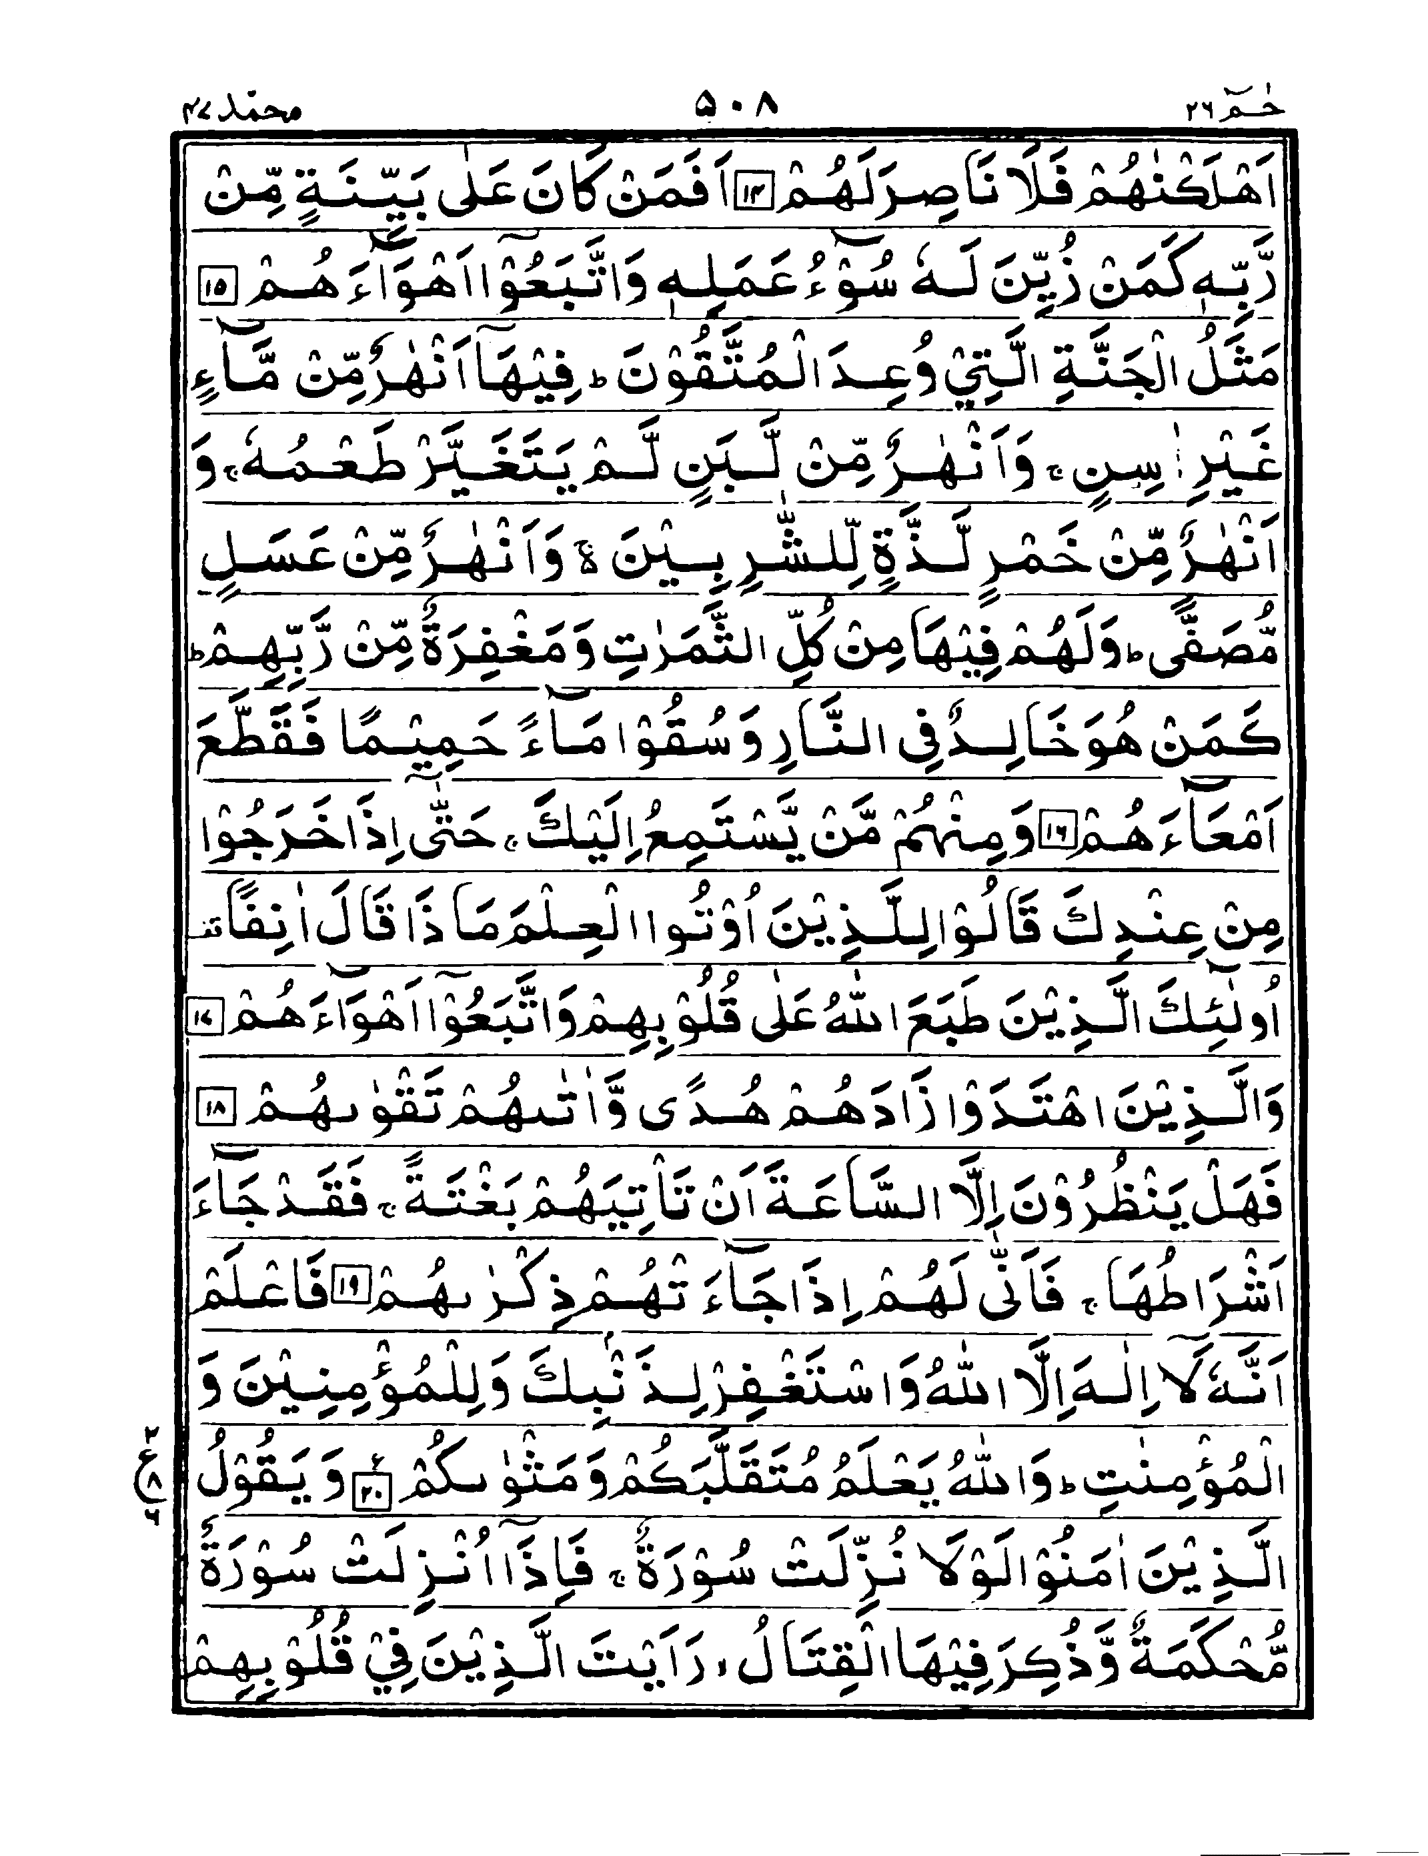 حٰمٓ ٢٦ ٥٠٨ محمّد ٤٧
اَهْلَكْنٰهُمْ فَلَا نَاصِرَ لَهُمْ ١٤ اَفَمَنْ كَانَ عَلٰى بَيِّنَةٍ مِّنْ
رَّبِّهٖ كَمَنْ زُيِّنَ لَهٗ سُوْٓءُ عَمَلِهٖ وَاتَّبَعُوْٓا اَهْوَآءَهُمْ ١٥
مَثَلُ الْجَنَّةِ الَّتِيْ وُعِدَ الْمُتَّقُوْنَ ؕ فِيْهَآ اَنْهٰرٌ مِّنْ مَّآءٍ
غَيْرِ اٰسِنٍ ۚ وَاَنْهٰرٌ مِّنْ لَّبَنٍ لَّمْ يَتَغَيَّرْ طَعْمُهٗ ۚ وَ
اَنْهٰرٌ مِّنْ خَمْرٍ لَّذَّةٍ لِّلشّٰرِبِيْنَ ۚ۬ وَاَنْهٰرٌ مِّنْ عَسَلٍ
مُّصَفًّى ؕ وَلَهُمْ فِيْهَا مِنْ كُلِّ الثَّمَرٰتِ وَمَغْفِرَةٌ مِّنْ رَّبِّهِمْ ؕ
كَمَنْ هُوَ خَالِدٌ فِى النَّارِ وَسُقُوْا مَآءً حَمِيْمًا فَقَطَّعَ
اَمْعَآءَهُمْ ١٦ وَمِنْهُمْ مَّنْ يَّسْتَمِعُ اِلَيْكَ ۚ حَتّٰٓى اِذَا خَرَجُوْا
مِنْ عِنْدِكَ قَالُوْا لِلَّذِيْنَ اُوْتُوا الْعِلْمَ مَاذَا قَالَ اٰنِفًا قف
اُولٰٓئِكَ الَّذِيْنَ طَبَعَ اللّٰهُ عَلٰى قُلُوْبِهِمْ وَاتَّبَعُوْٓا اَهْوَآءَهُمْ ١٧
وَالَّذِيْنَ اهْتَدَوْا زَادَهُمْ هُدًى وَّاٰتٰىهُمْ تَقْوٰىهُمْ ١٨
فَهَلْ يَنْظُرُوْنَ اِلَّا السَّاعَةَ اَنْ تَاْتِيَهُمْ بَغْتَةً ۚ فَقَدْ جَآءَ
اَشْرَاطُهَا ۚ فَاَنّٰى لَهُمْ اِذَا جَآءَتْهُمْ ذِكْرٰىهُمْ ١٩ فَاعْلَمْ
اَنَّهٗ لَآ اِلٰهَ اِلَّا اللّٰهُ وَاسْتَغْفِرْ لِذَنْۢبِكَ وَلِلْمُؤْمِنِيْنَ وَ
الْمُؤْمِنٰتِ ؕ وَاللّٰهُ يَعْلَمُ مُتَقَلَّبَكُمْ وَمَثْوٰىكُمْ ٢٠ ع وَيَقُوْلُ
٢ ع ٨ ٦
الَّذِيْنَ اٰمَنُوْا لَوْلَا نُزِّلَتْ سُوْرَةٌ ۚ فَاِذَآ اُنْزِلَتْ سُوْرَةٌ
مُّحْكَمَةٌ وَّذُكِرَ فِيْهَا الْقِتَالُ ۙ رَاَيْتَ الَّذِيْنَ فِيْ قُلُوْبِهِمْ